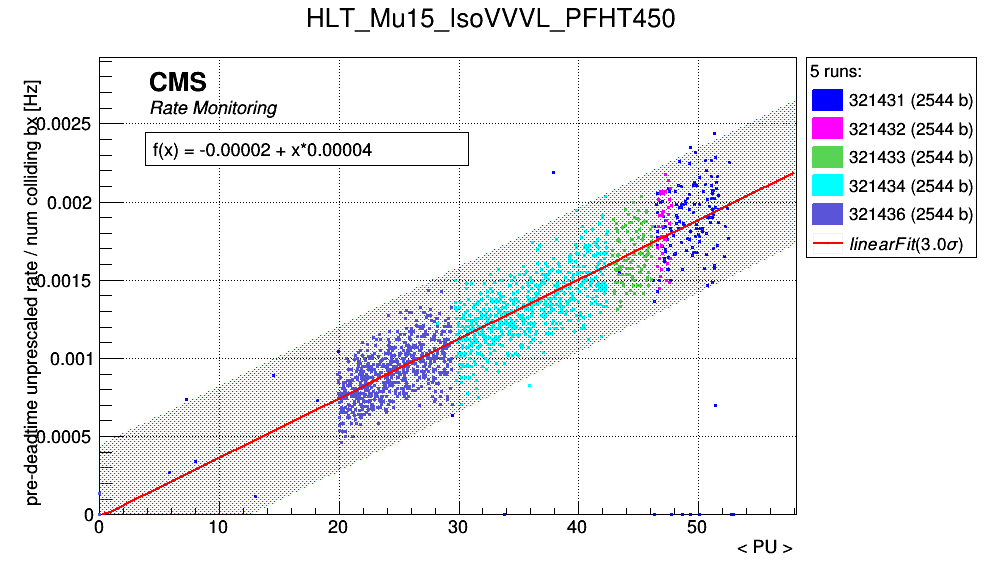 HLT_Mu15_IsoVVVL_PFHT450
pre-deadtime unprescaled rate / num colliding bx [Hz]
CMS
Rate Monitoring
f(x) = -0.00002 + x*0.00004
0.0025
0.002
0.0015
0.001
0.0005
0
0 10 20 30 40 50
< PU >
5 runs:
321431 (2544 b)
321432 (2544 b)
321433 (2544 b)
321434 (2544 b)
321436 (2544 b)
linearFit(3.0σ)